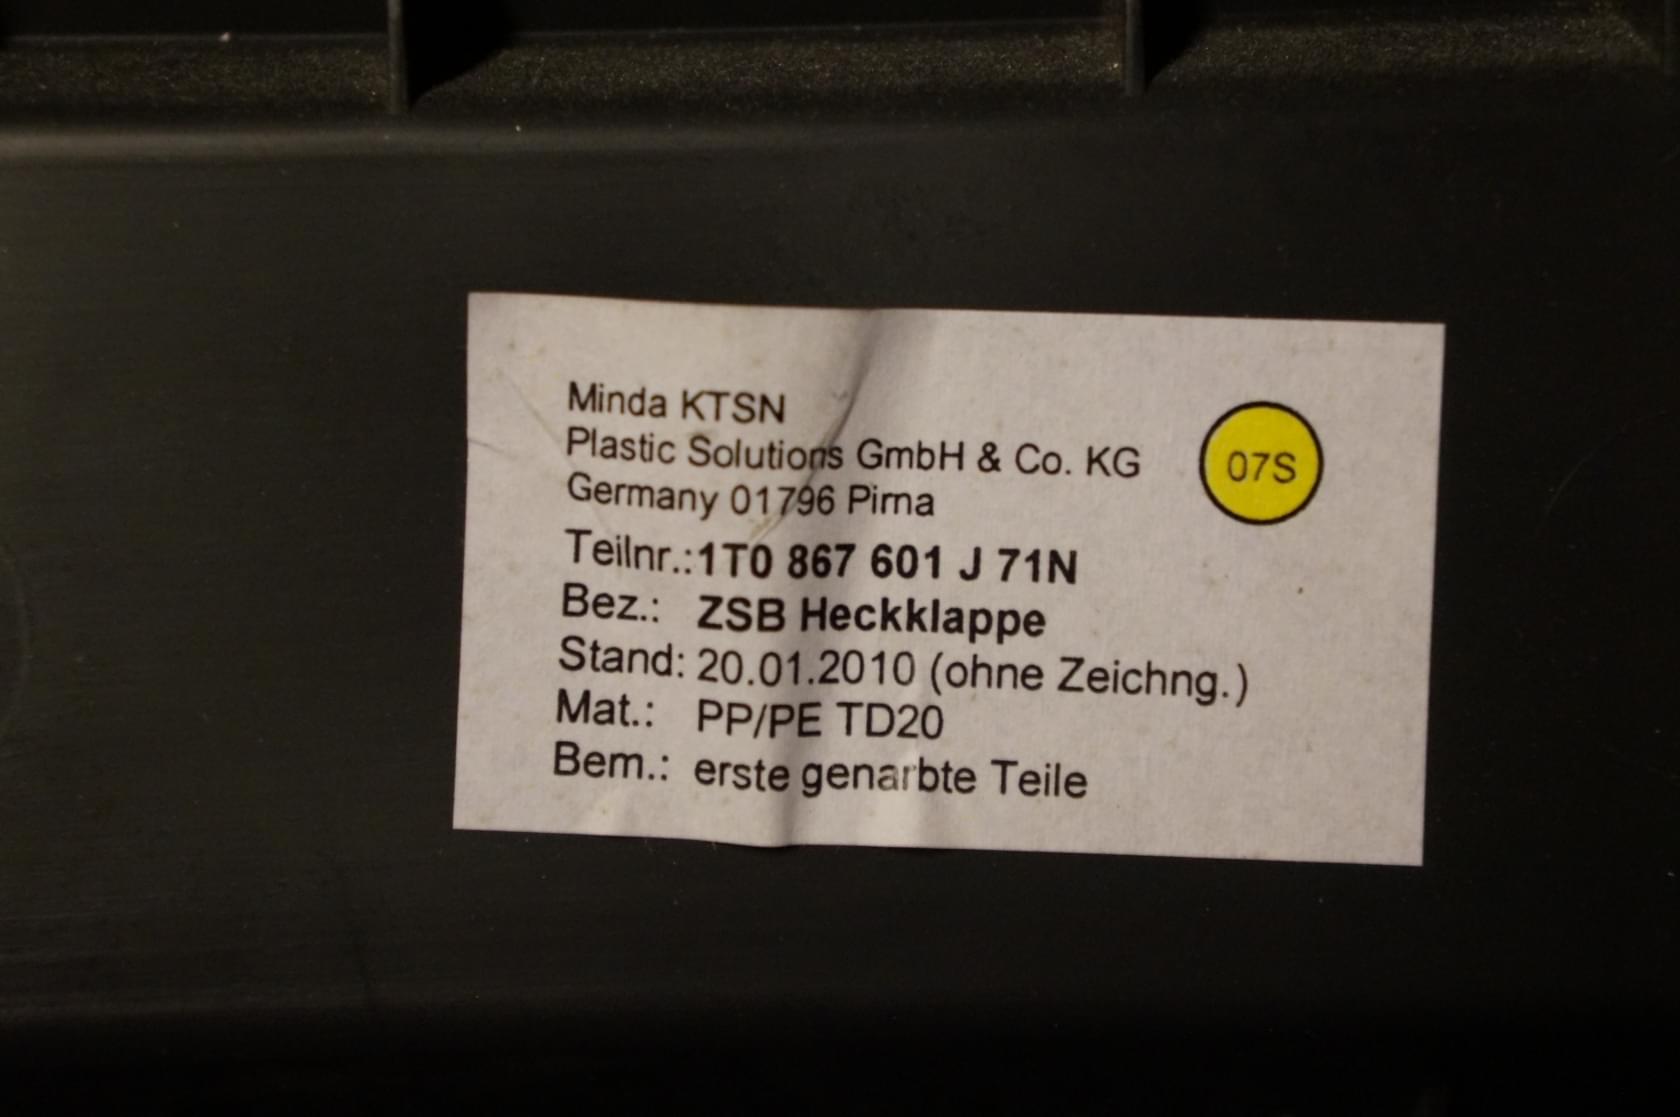 Minda KTSN
Plastic Solutions GmbH & Co. KG
Germany 01796 Pirna
07S
Teilnr.: 1T0 867 601 J 71N
Bez.: ZSB Heckklappe
Stand: 20.01.2010 (ohne Zeichng.)
Mat.: PP/PE TD20
Bem.: erste genarbte Teile